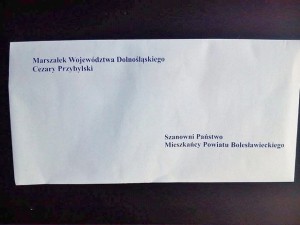 Marszałek Województwa Dolnośląskiego
Cezary Przybylski
Szanowni Państwo
Mieszkańcy Powiatu Bolesławieckiego